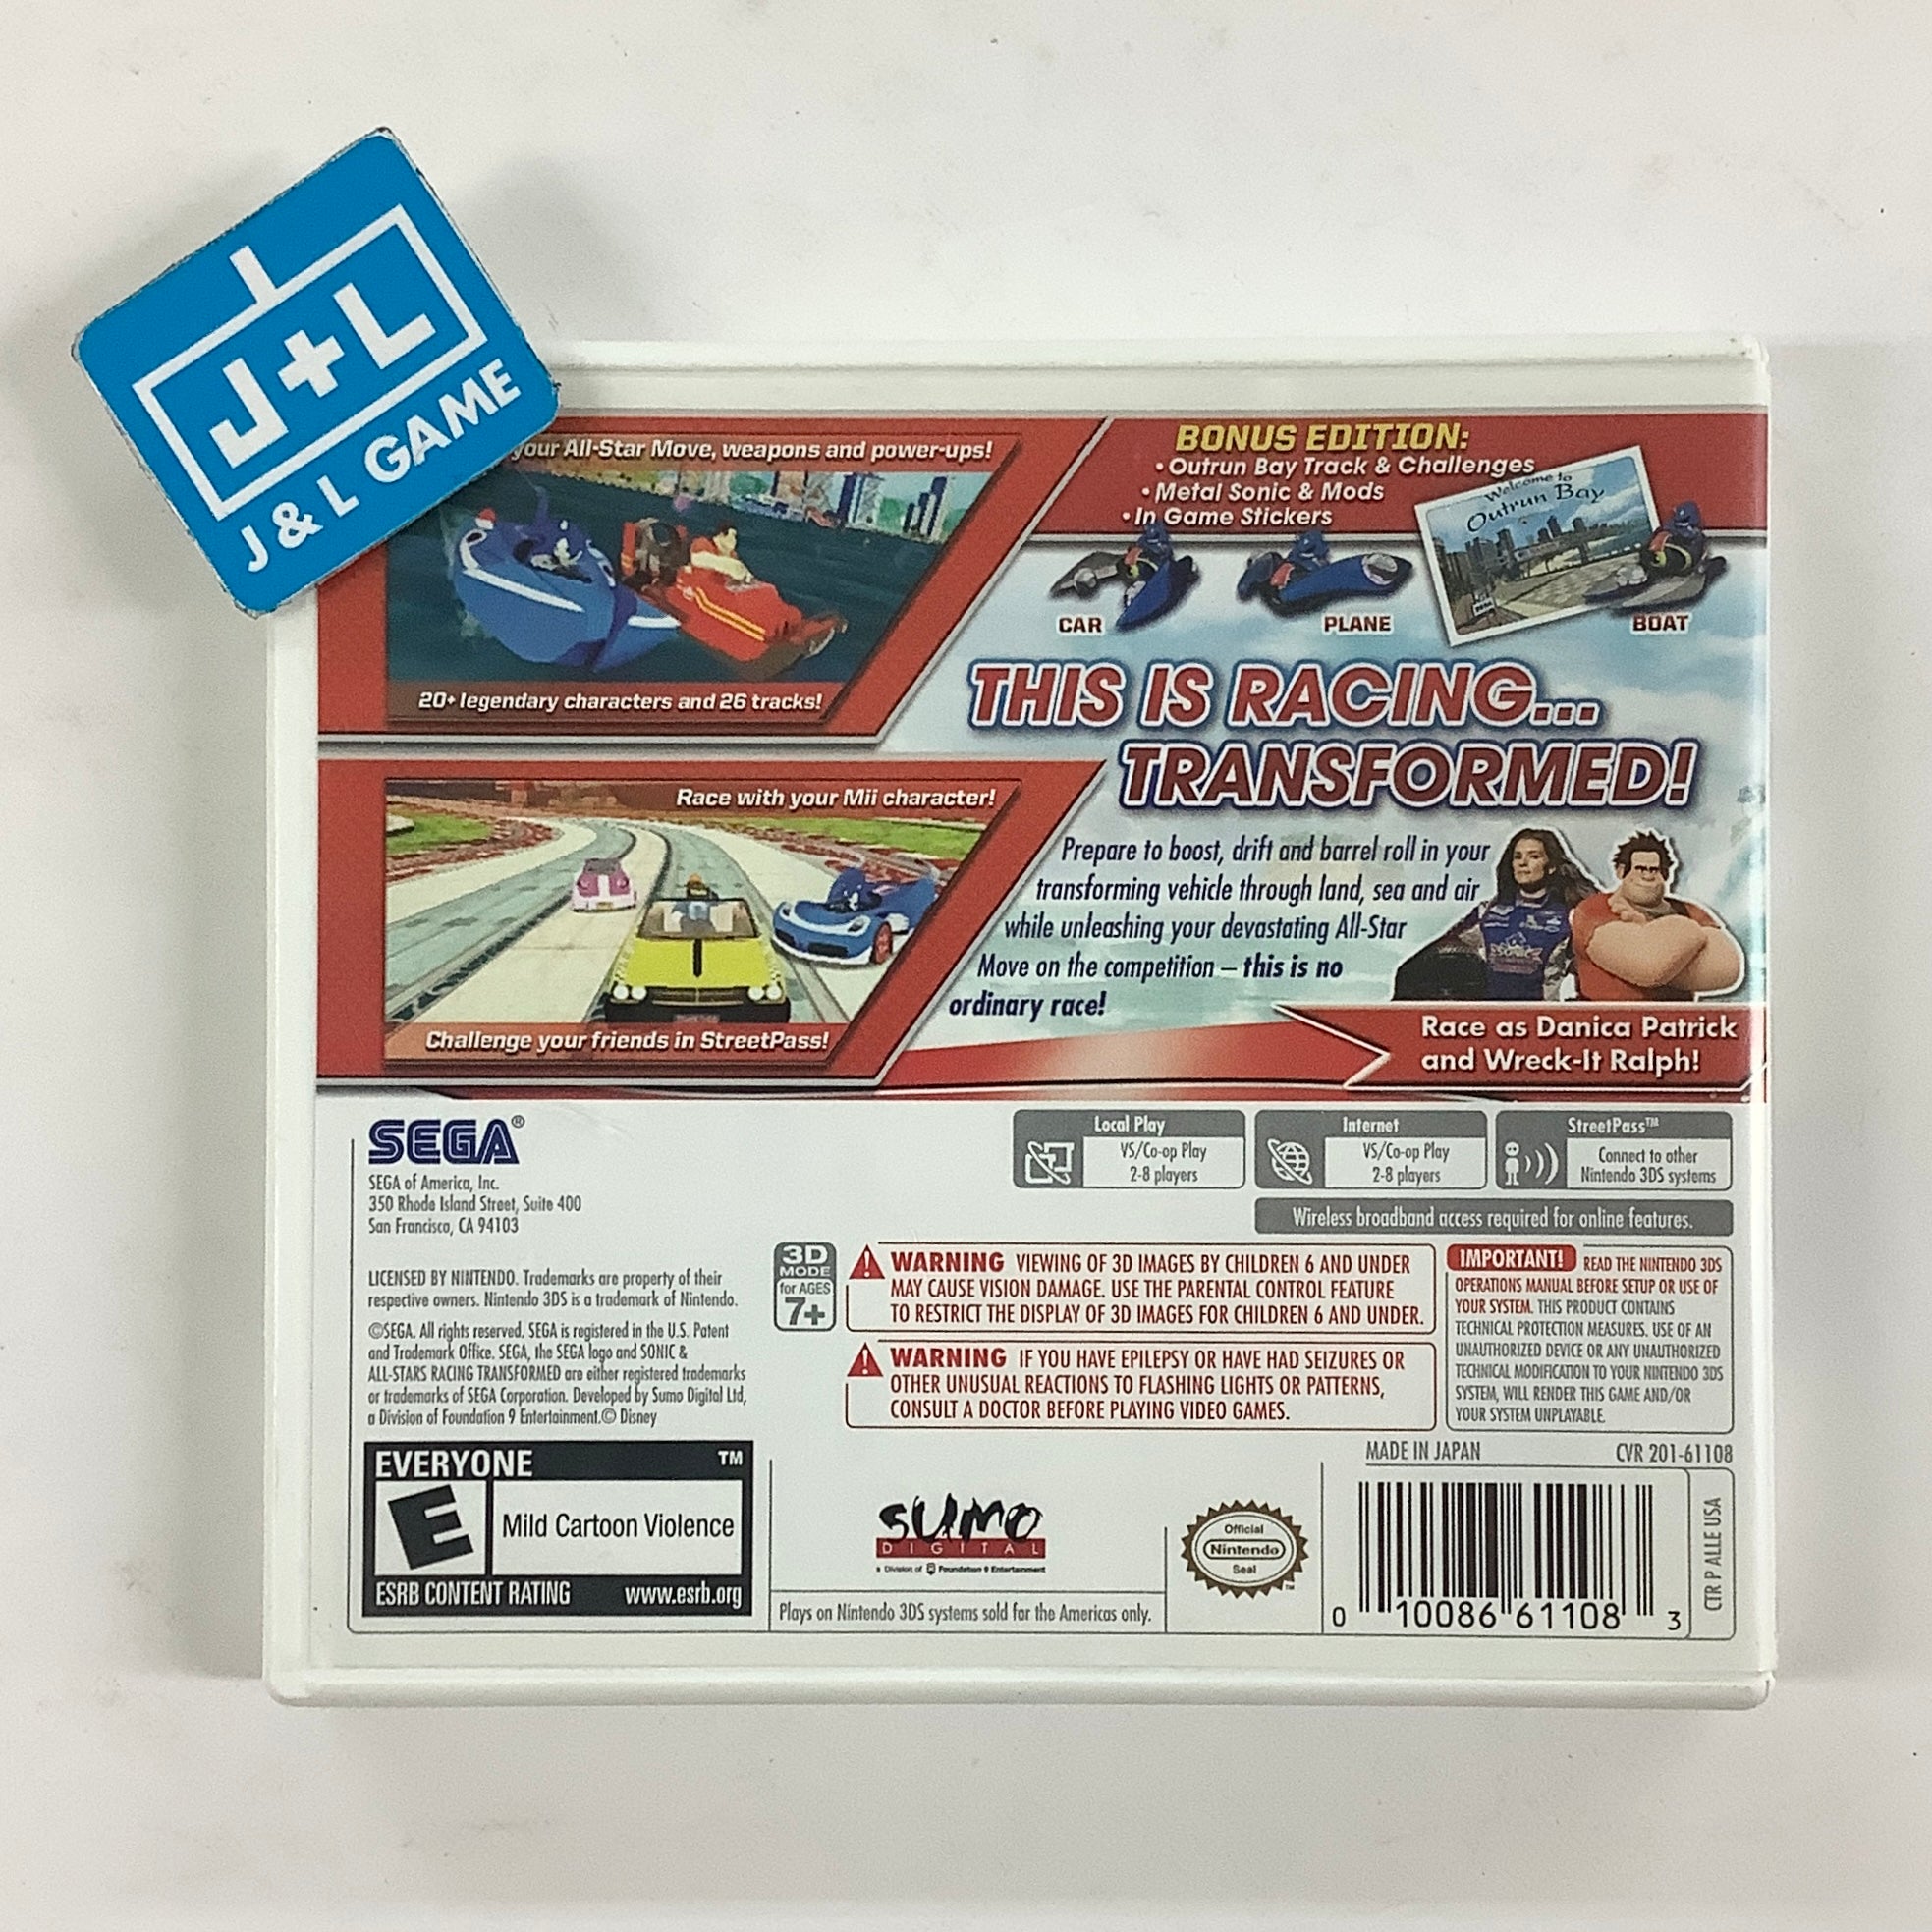 J+L
J & L GAME
your All-Star Move, weapons and power-ups!
20+ legendary characters and 26 tracks!
BONUS EDITION:
• Outrun Bay Track & Challenges
• Metal Sonic & Mods
• In Game Stickers
Welcome to
Outrun Bay
CAR
PLANE
BOAT
THIS IS RACING...
TRANSFORMED!
Race with your Mii character!
Challenge your friends in StreetPass!
Prepare to boost, drift and barrel roll in your
transforming vehicle through land, sea and air
while unleashing your devastating All-Star
Move on the competition – this is no
ordinary race!
Race as Danica Patrick
and Wreck-It Ralph!
SEGA®
SEGA of America, Inc.
350 Rhode Island Street, Suite 400
San Francisco, CA 94103
Local Play
VS/Co-op Play
2-8 players
Internet
VS/Co-op Play
2-8 players
StreetPass™
Connect to other
Nintendo 3DS systems
Wireless broadband access required for online features.
LICENSED BY NINTENDO. Trademarks are property of their
respective owners. Nintendo 3DS is a trademark of Nintendo.
©SEGA. All rights reserved. SEGA is registered in the U.S. Patent
and Trademark Office. SEGA, the SEGA logo and SONIC &
ALL-STARS RACING TRANSFORMED are either registered trademarks
or trademarks of SEGA Corporation. Developed by Sumo Digital Ltd,
a Division of Foundation 9 Entertainment.© Disney
3D
MODE
for AGES
7+
WARNING VIEWING OF 3D IMAGES BY CHILDREN 6 AND UNDER
MAY CAUSE VISION DAMAGE. USE THE PARENTAL CONTROL FEATURE
TO RESTRICT THE DISPLAY OF 3D IMAGES FOR CHILDREN 6 AND UNDER.
WARNING IF YOU HAVE EPILEPSY OR HAVE HAD SEIZURES OR
OTHER UNUSUAL REACTIONS TO FLASHING LIGHTS OR PATTERNS,
CONSULT A DOCTOR BEFORE PLAYING VIDEO GAMES.
IMPORTANT! READ THE NINTENDO 3DS
OPERATIONS MANUAL BEFORE SETUP OR USE OF
YOUR SYSTEM. THIS PRODUCT CONTAINS
TECHNICAL PROTECTION MEASURES. USE OF AN
UNAUTHORIZED DEVICE OR ANY UNAUTHORIZED
TECHNICAL MODIFICATION TO YOUR NINTENDO 3DS
SYSTEM, WILL RENDER THIS GAME AND/OR
YOUR SYSTEM UNPLAYABLE.
MADE IN JAPAN
CVR 201-61108
EVERYONE ™
E
Mild Cartoon Violence
ESRB CONTENT RATING www.esrb.org
SUMO
DIGITAL
a Division of Foundation 9 Entertainment
Plays on Nintendo 3DS systems sold for the Americas only.
Official
Nintendo
Seal
™
0 10086 61108 3
CTR P ALLE USA